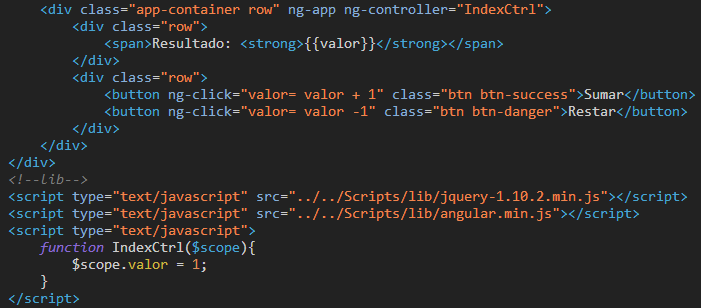 <div class="app-container row" ng-app ng-controller="IndexCtrl">
<div class="row">
<span>Resultado: <strong>{{valor}}</strong></span>
</div>
<div class="row">
<button ng-click="valor= valor + 1" class="btn btn-success">Sumar</button>
<button ng-click="valor= valor -1" class="btn btn-danger">Restar</button>
</div>
</div>
</div>
<!--lib-->
<script type="text/javascript" src="../../Scripts/lib/jquery-1.10.2.min.js"></script>
<script type="text/javascript" src="../../Scripts/lib/angular.min.js"></script>
<script type="text/javascript">
function IndexCtrl($scope){
$scope.valor = 1;
}
</script>